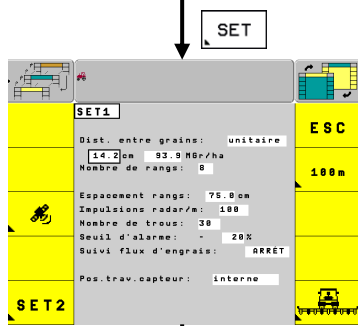 SET
SET1
ESC
Dist. entre grains: unitaire
14.2 cm 93.9 MGr/ha
Nombre de rangs: 8
100m
Espacement rangs: 75.0 cm
Impulsions radar/m: 100
Nombre de trous: 30
Seuil d'alarme: - 20%
Suivi flux d'engrais: ARRÊT
Pos.trav.capteur: interne
SET2